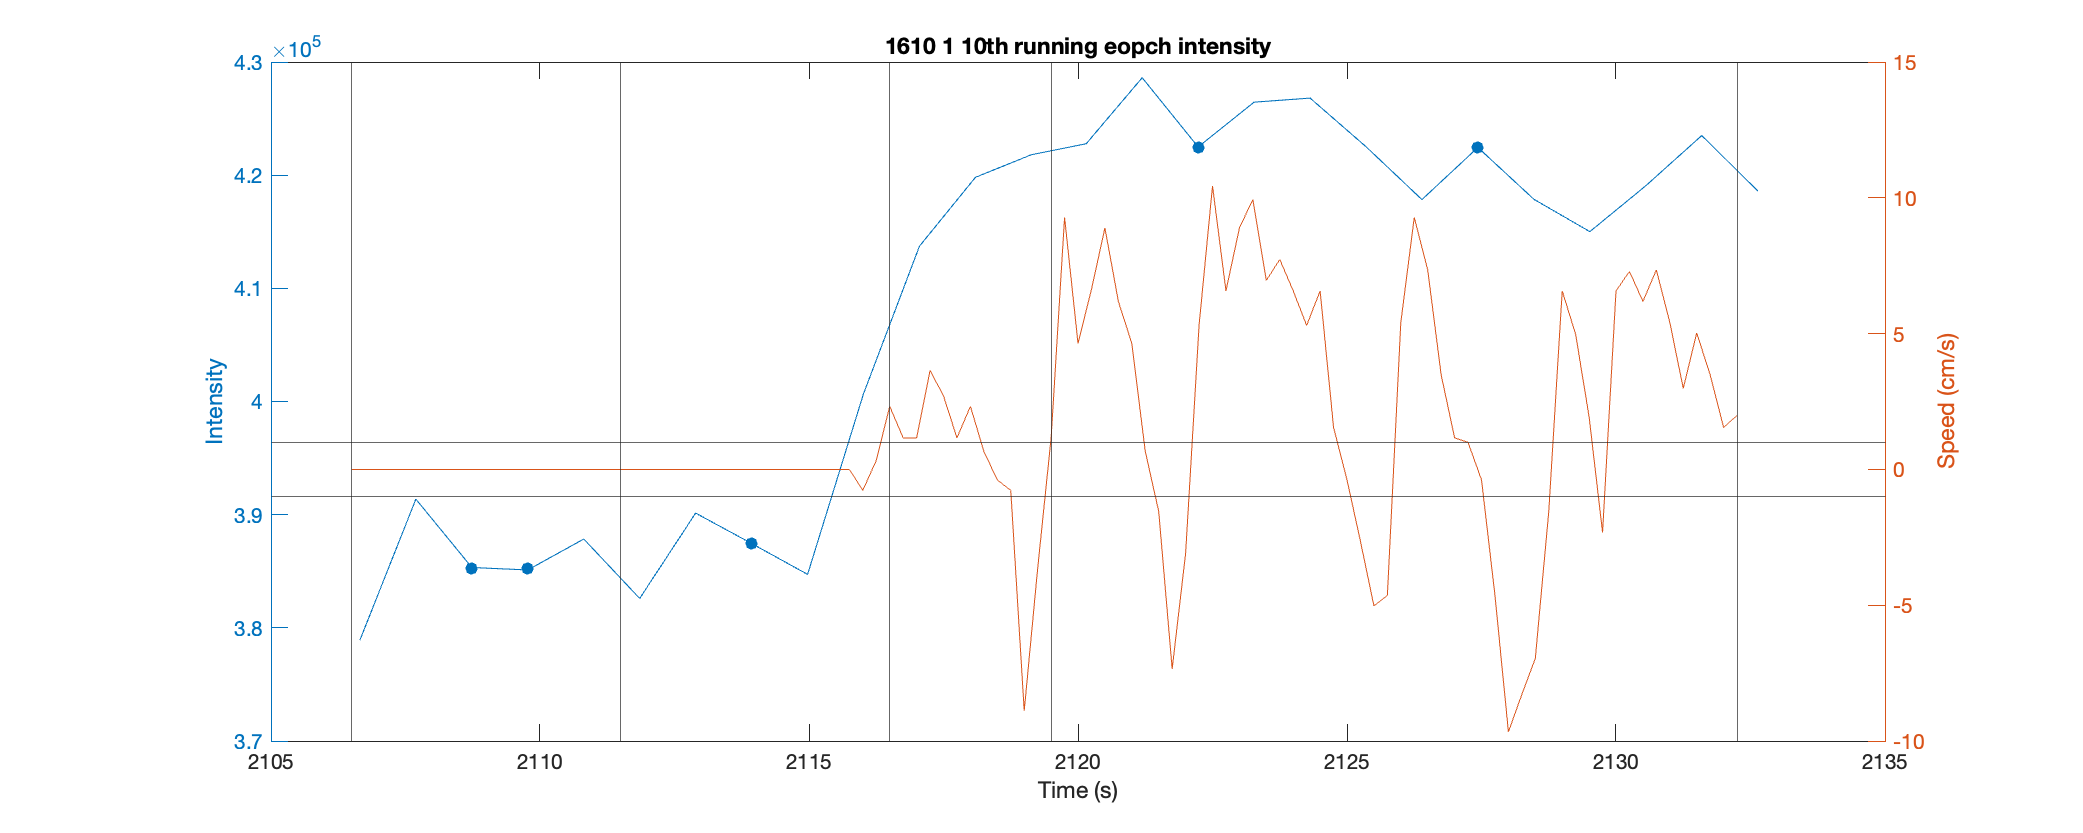 1610 1 10th running eopch intensity
×10^5
4.3
4.2
4.1
4
3.9
3.8
3.7
Intensity
15
10
5
0
-5
-10
Speed (cm/s)
2105 2110 2115 2120 2125 2130 2135
Time (s)